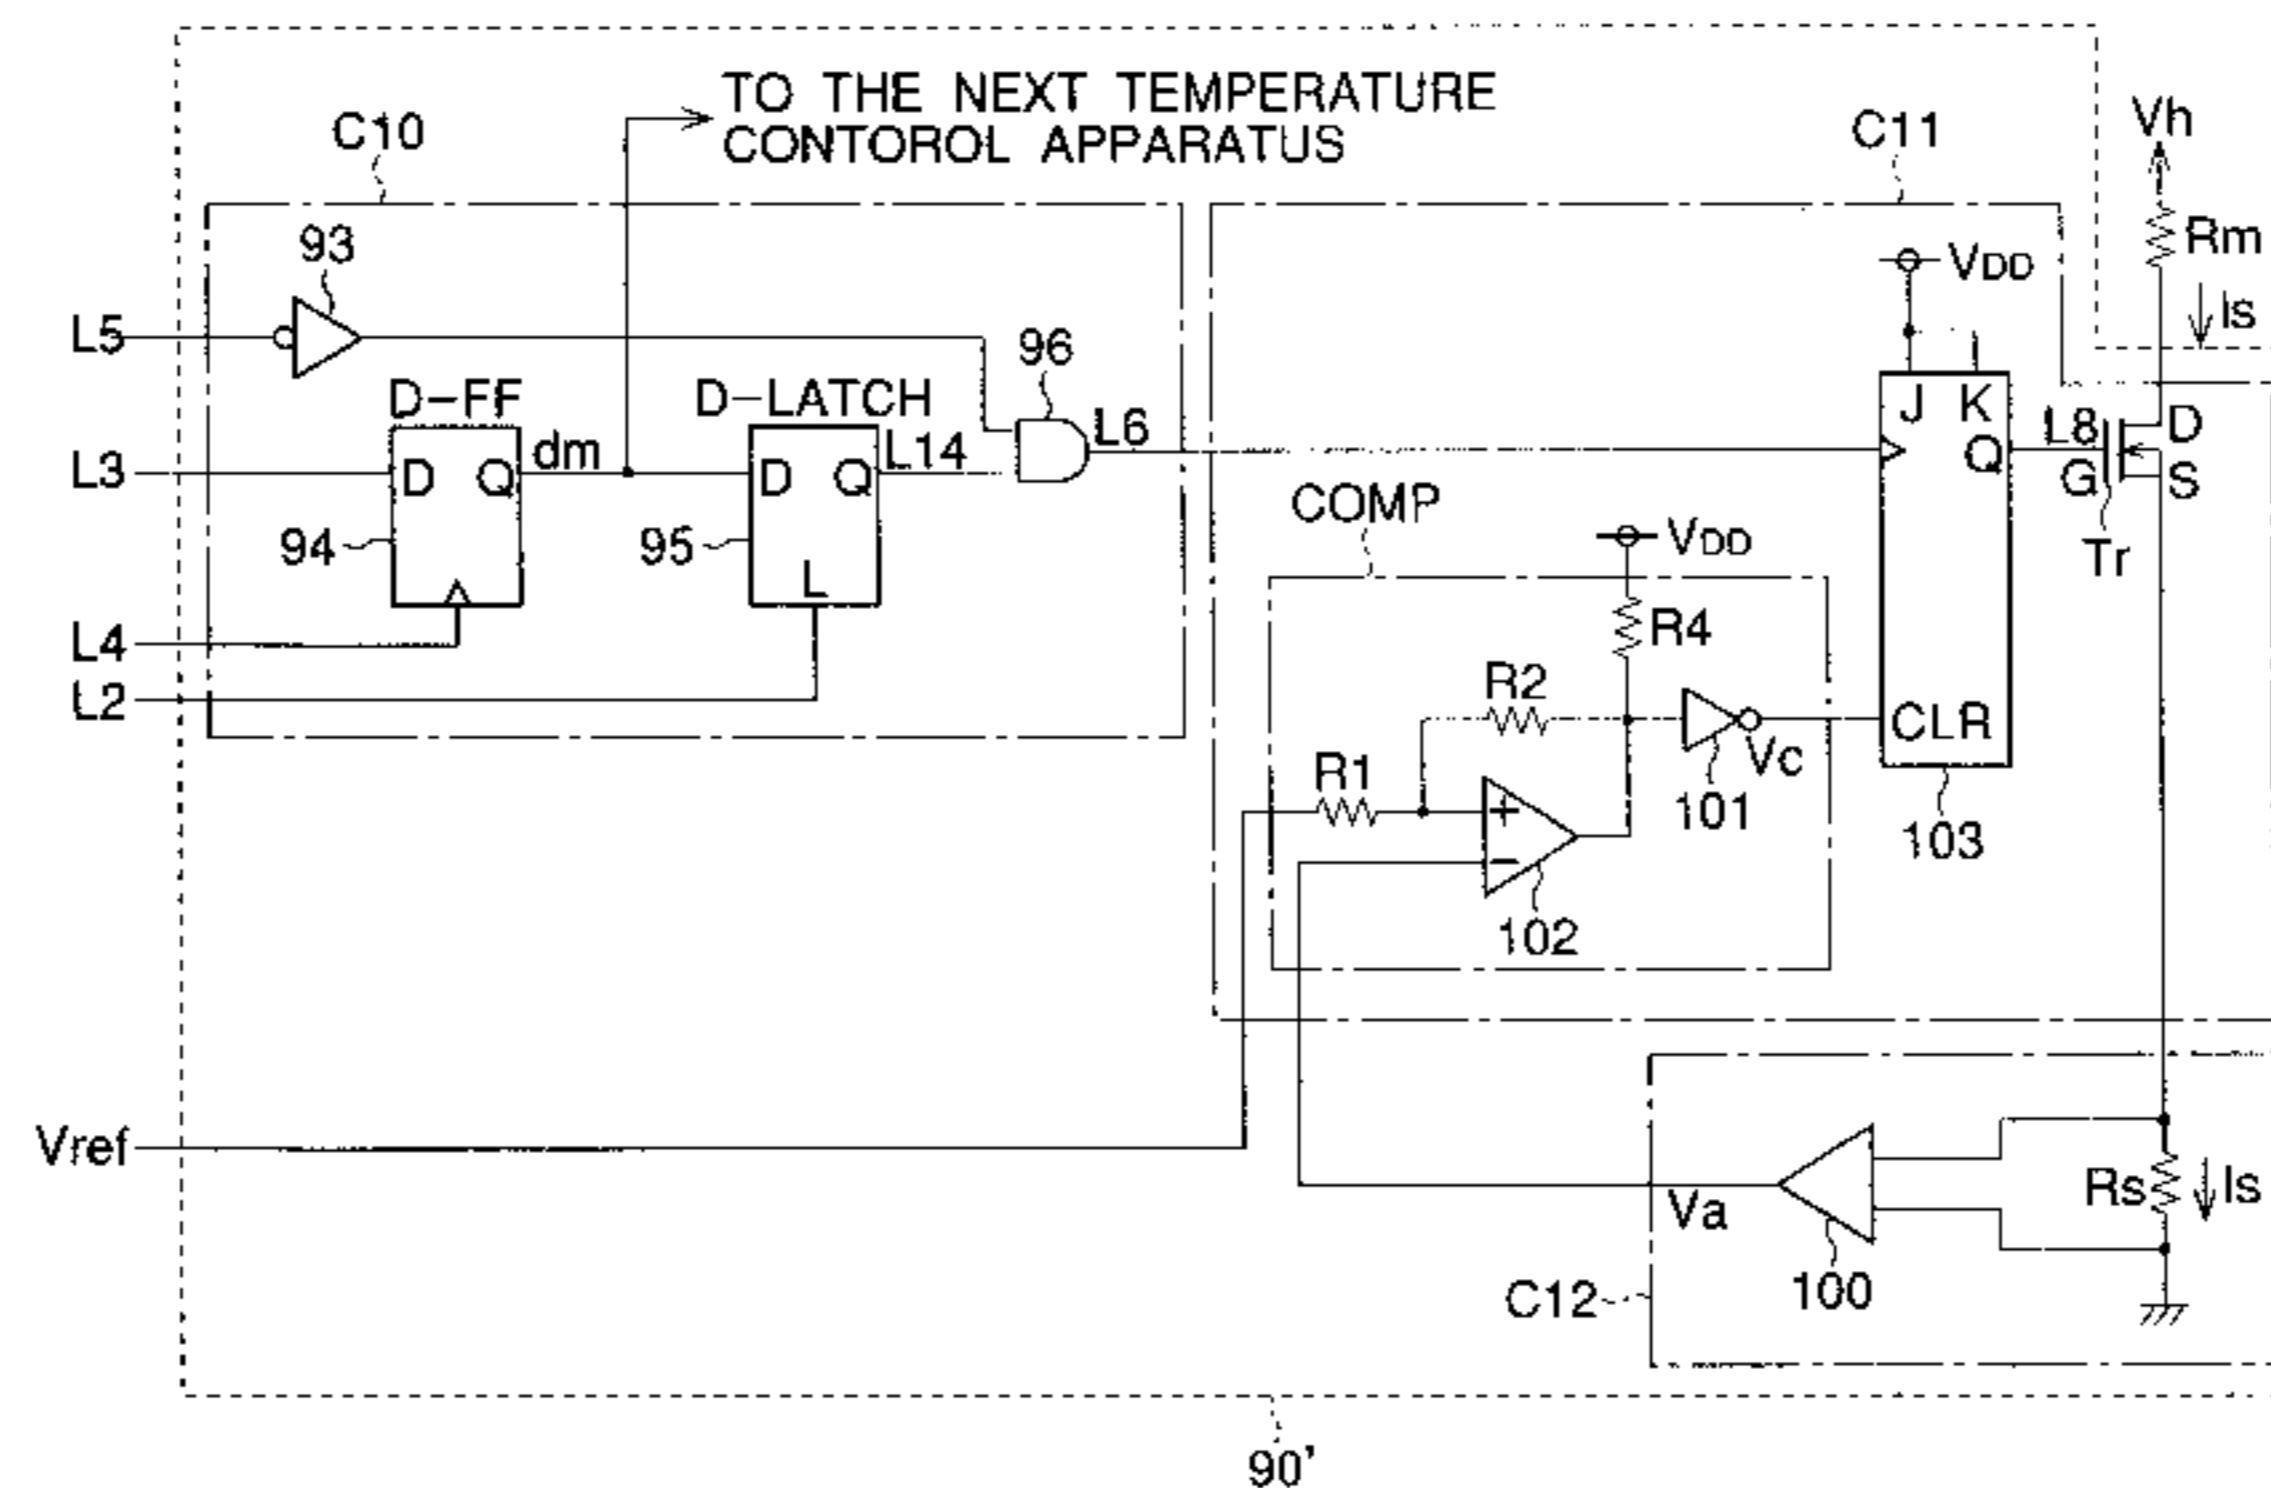 TO THE NEXT TEMPERATURE
CONTOROL APPARATUS
C10
C11
Vh
93
Rm
VDD
Is
L5
96
D-FF
D-LATCH
J K
L8
D
dm
L14
L6
L3
D Q
D Q
Q
G
S
COMP
94
95
VDD
Tr
L
L4
R4
L2
R2
CLR
Vc
R1
+
101
103
-
102
Vref
Rs
Is
Va
100
C12
90'